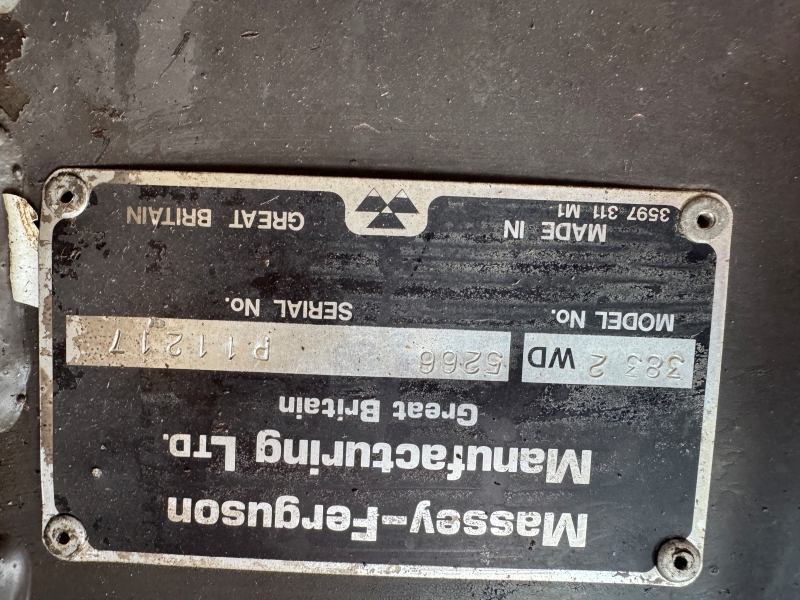 Massey-Ferguson
Manufacturing LTD.
Great Britain
383 2 WD 5266 P11217
MODEL No. SERIAL No.
MADE IN GREAT BRITAIN
3597 311 M1